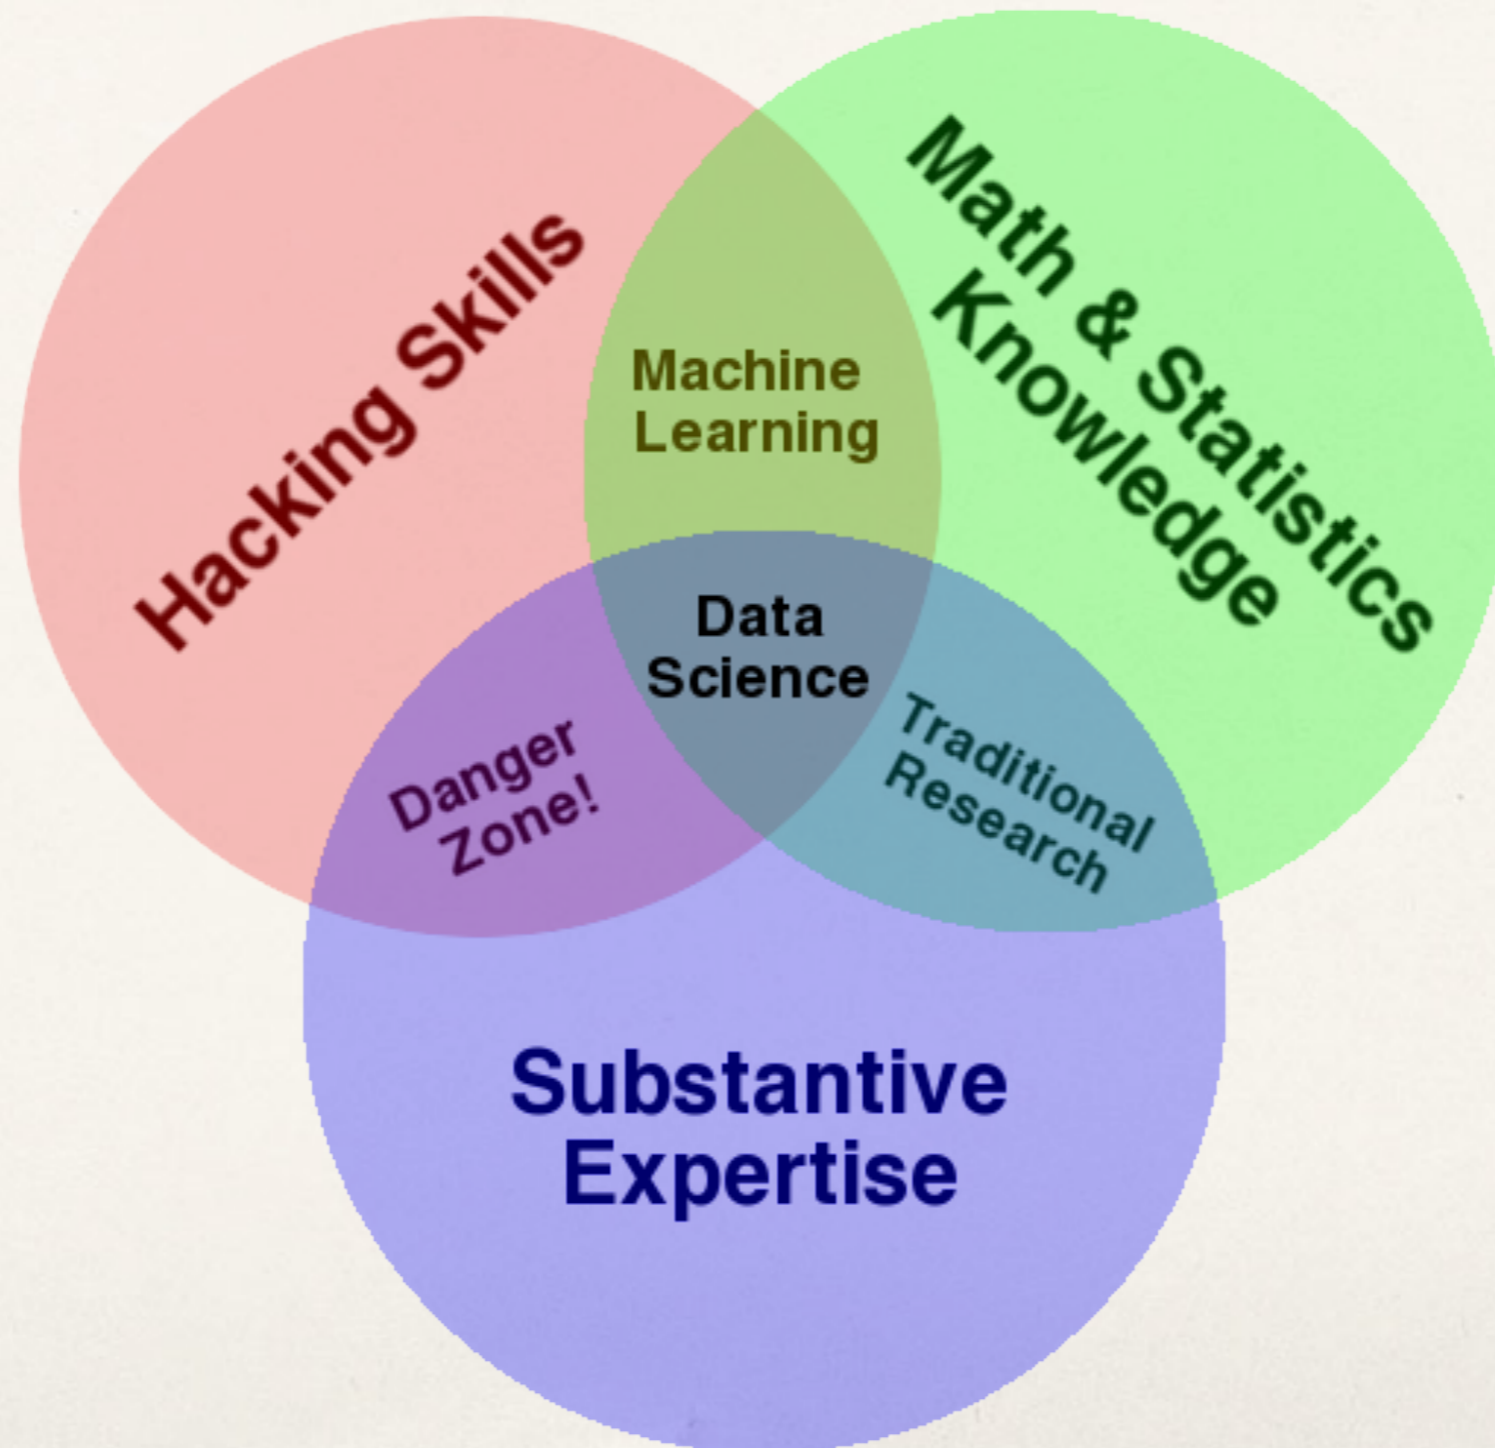 Hacking Skills
Math & Statistics
Knowledge
Machine
Learning
Data
Science
Danger
Zone!
Traditional
Research
Substantive
Expertise